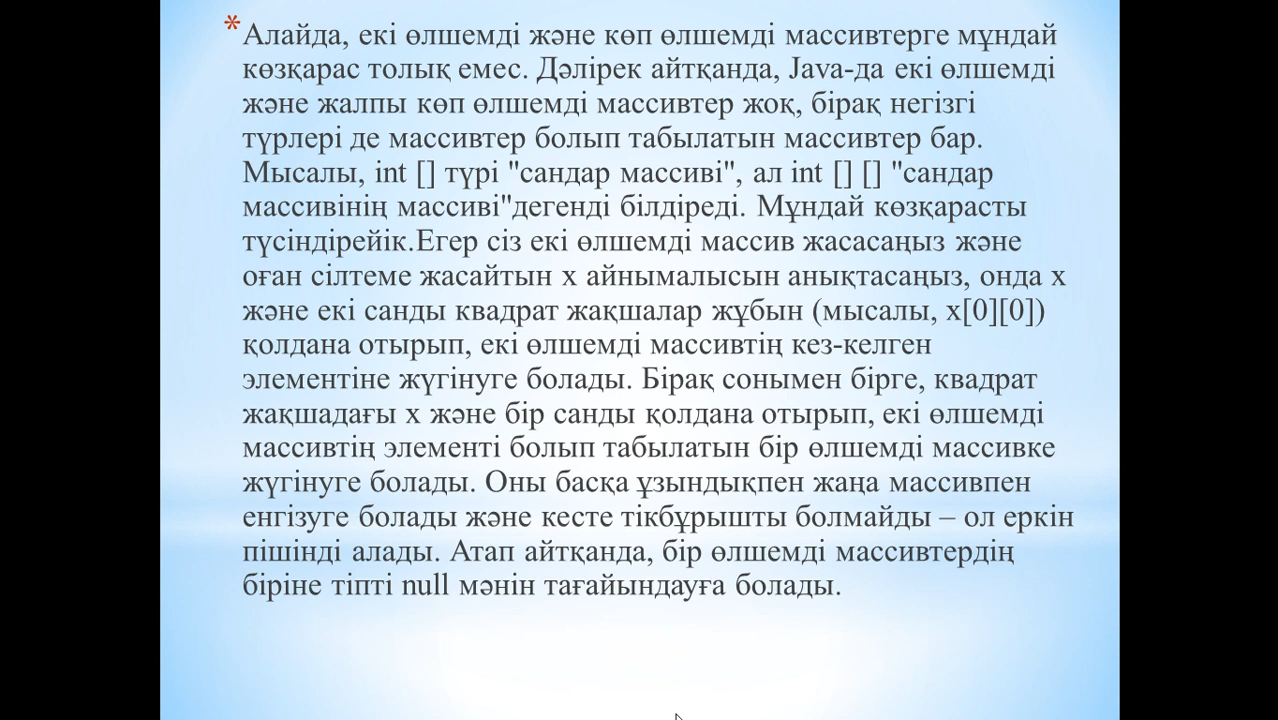 * Алайда, екі өлшемді және көп өлшемді массивтерге мұндай
көзқарас толық емес. Дәлірек айтқанда, Java-да екі өлшемді
және жалпы көп өлшемді массивтер жоқ, бірақ негізгі
түрлері де массивтер болып табылатын массивтер бар.
Мысалы, int [] түрі "сандар массиві", ал int [] [] "сандар
массивінің массиві"дегенді білдіреді. Мұндай көзқарасты
түсіндірейік.Егер сіз екі өлшемді массив жасасаңыз және
оған сілтеме жасайтын x айнымалысын анықтасаңыз, онда x
және екі санды квадрат жақшалар жұбын (мысалы, x[0][0])
қолдана отырып, екі өлшемді массивтің кез-келген
элементіне жүгінуге болады. Бірақ сонымен бірге, квадрат
жақшадағы x және бір санды қолдана отырып, екі өлшемді
массивтің элементі болып табылатын бір өлшемді массивке
жүгінуге болады. Оны басқа ұзындықпен жаңа массивпен
енгізуге болады және кесте тікбұрышты болмайды – ол еркін
пішінді алады. Атап айтқанда, бір өлшемді массивтердің
біріне тіпті null мәнін тағайындауға болады.